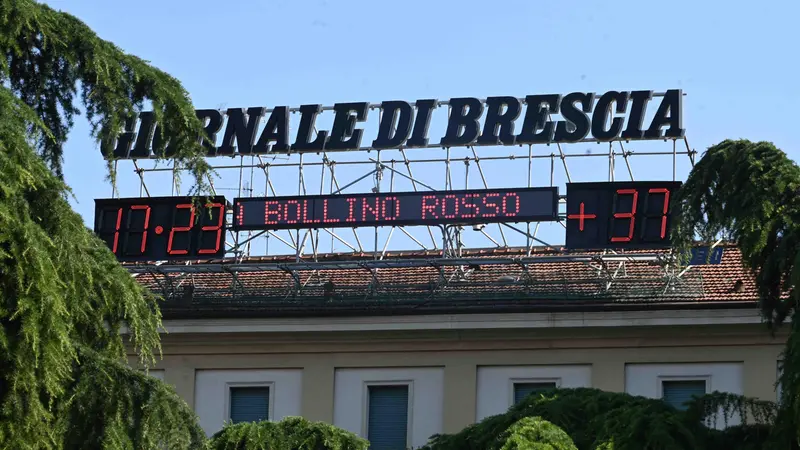 GIORNALE DI BRESCIA
17:23 BOLLINO ROSSO +37